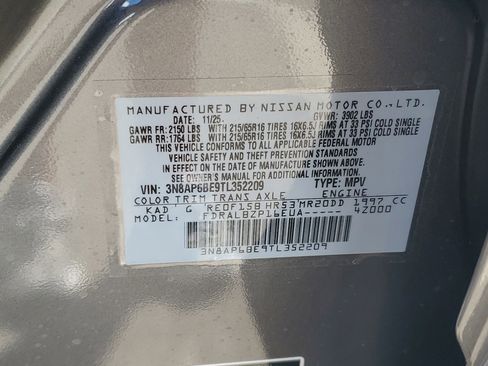 MANUFACTURED BY NISSAN MOTOR CO.,LTD.
DATE: 11/25 GVWR: 3902 LBS
GAWR FR: 2150 LBS WITH 215/65R16 TIRES 16X6.5J RIMS AT 33 PSI COLD SINGLE
GAWR RR: 1764 LBS WITH 215/65R16 TIRES 16X6.5J RIMS AT 33 PSI COLD SINGLE
THIS VEHICLE CONFORMS TO ALL APPLICABLE FEDERAL MOTOR
VEHICLE SAFETY AND THEFT PREVENTION STANDARDS
IN EFFECT ON THE DATE OF MANUFACTURE SHOWN ABOVE.
SEE OWNER'S MANUAL FOR ADDITIONAL INFORMATION.
VIN: 3N8AP6BE9TL352209 TYPE: MPV
COLOR TRIM TRANS AXLE ENGINE
KAD G RE0F15B HR53 MR20DD 1997 CC
MODEL: FDRALBZP16EUA----- 42000
3N8AP6BE9TL352209